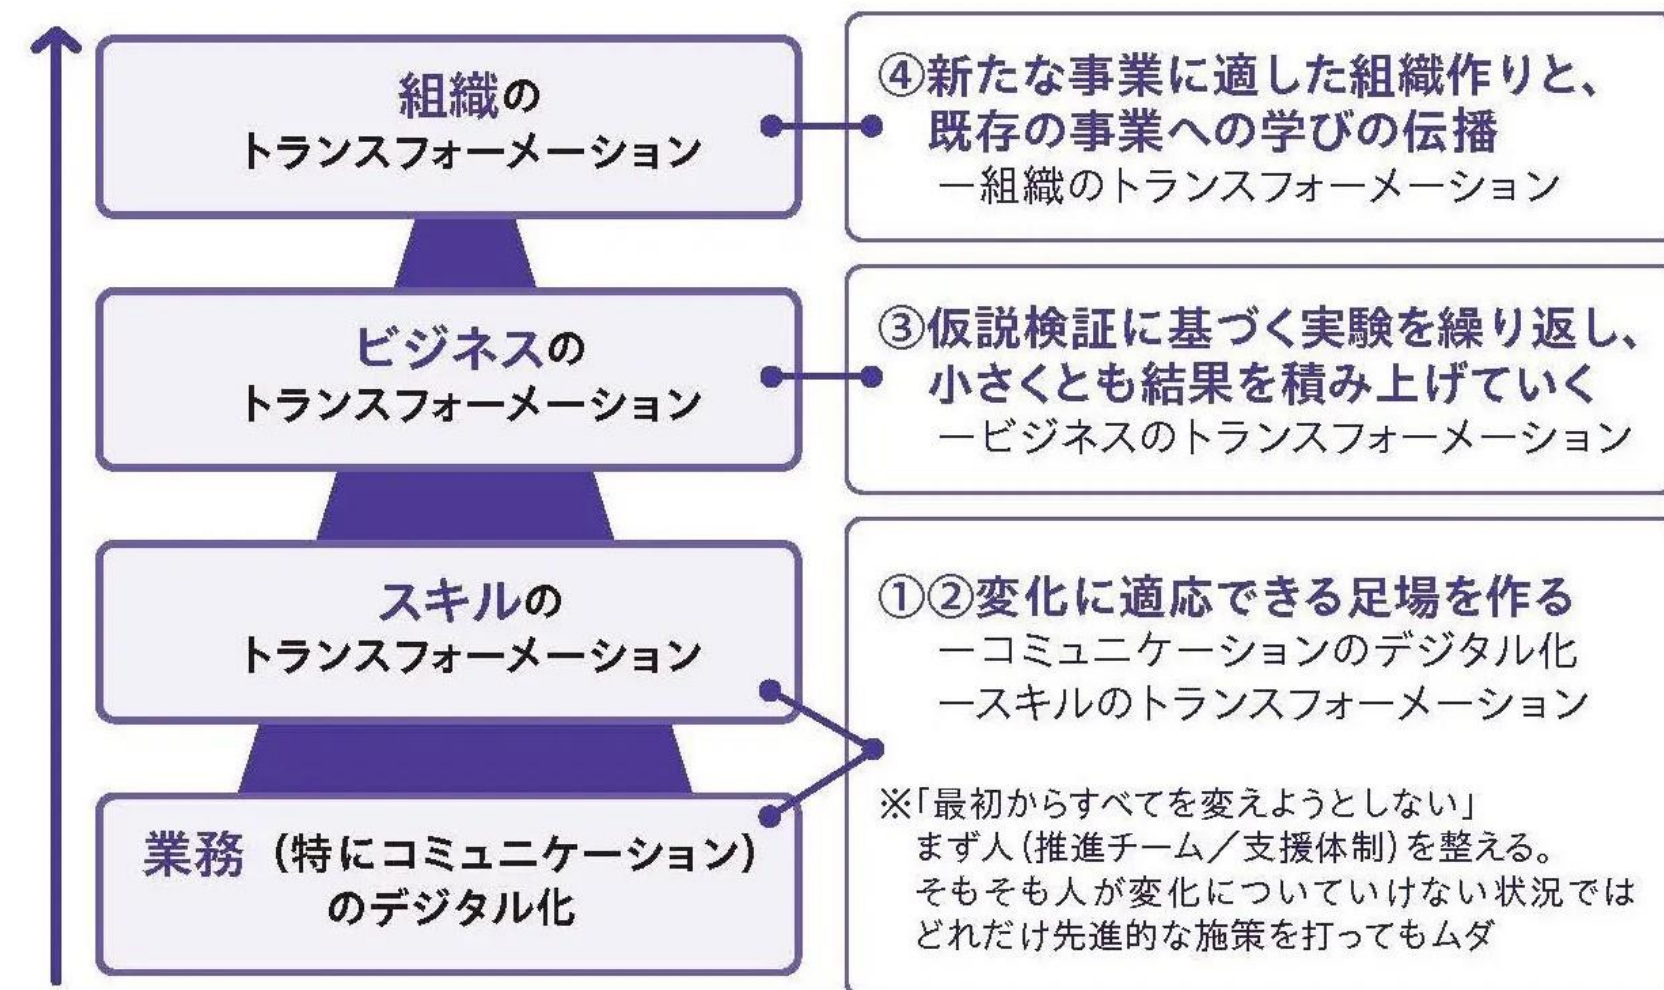 組織の
トランスフォーメーション
④新たな事業に適した組織作りと、
既存の事業への学びの伝播
ー組織のトランスフォーメーション
ビジネスの
トランスフォーメーション
③仮説検証に基づく実験を繰り返し、
小さくとも結果を積み上げていく
ービジネスのトランスフォーメーション
スキルの
トランスフォーメーション
①②変化に適応できる足場を作る
ーコミュニケーションのデジタル化
ースキルのトランスフォーメーション
業務（特にコミュニケーション）
のデジタル化
※「最初からすべてを変えようとしない」
まず人（推進チーム／支援体制）を整える。
そもそも人が変化についていけない状況では
どれだけ先進的な施策を打ってもムダ